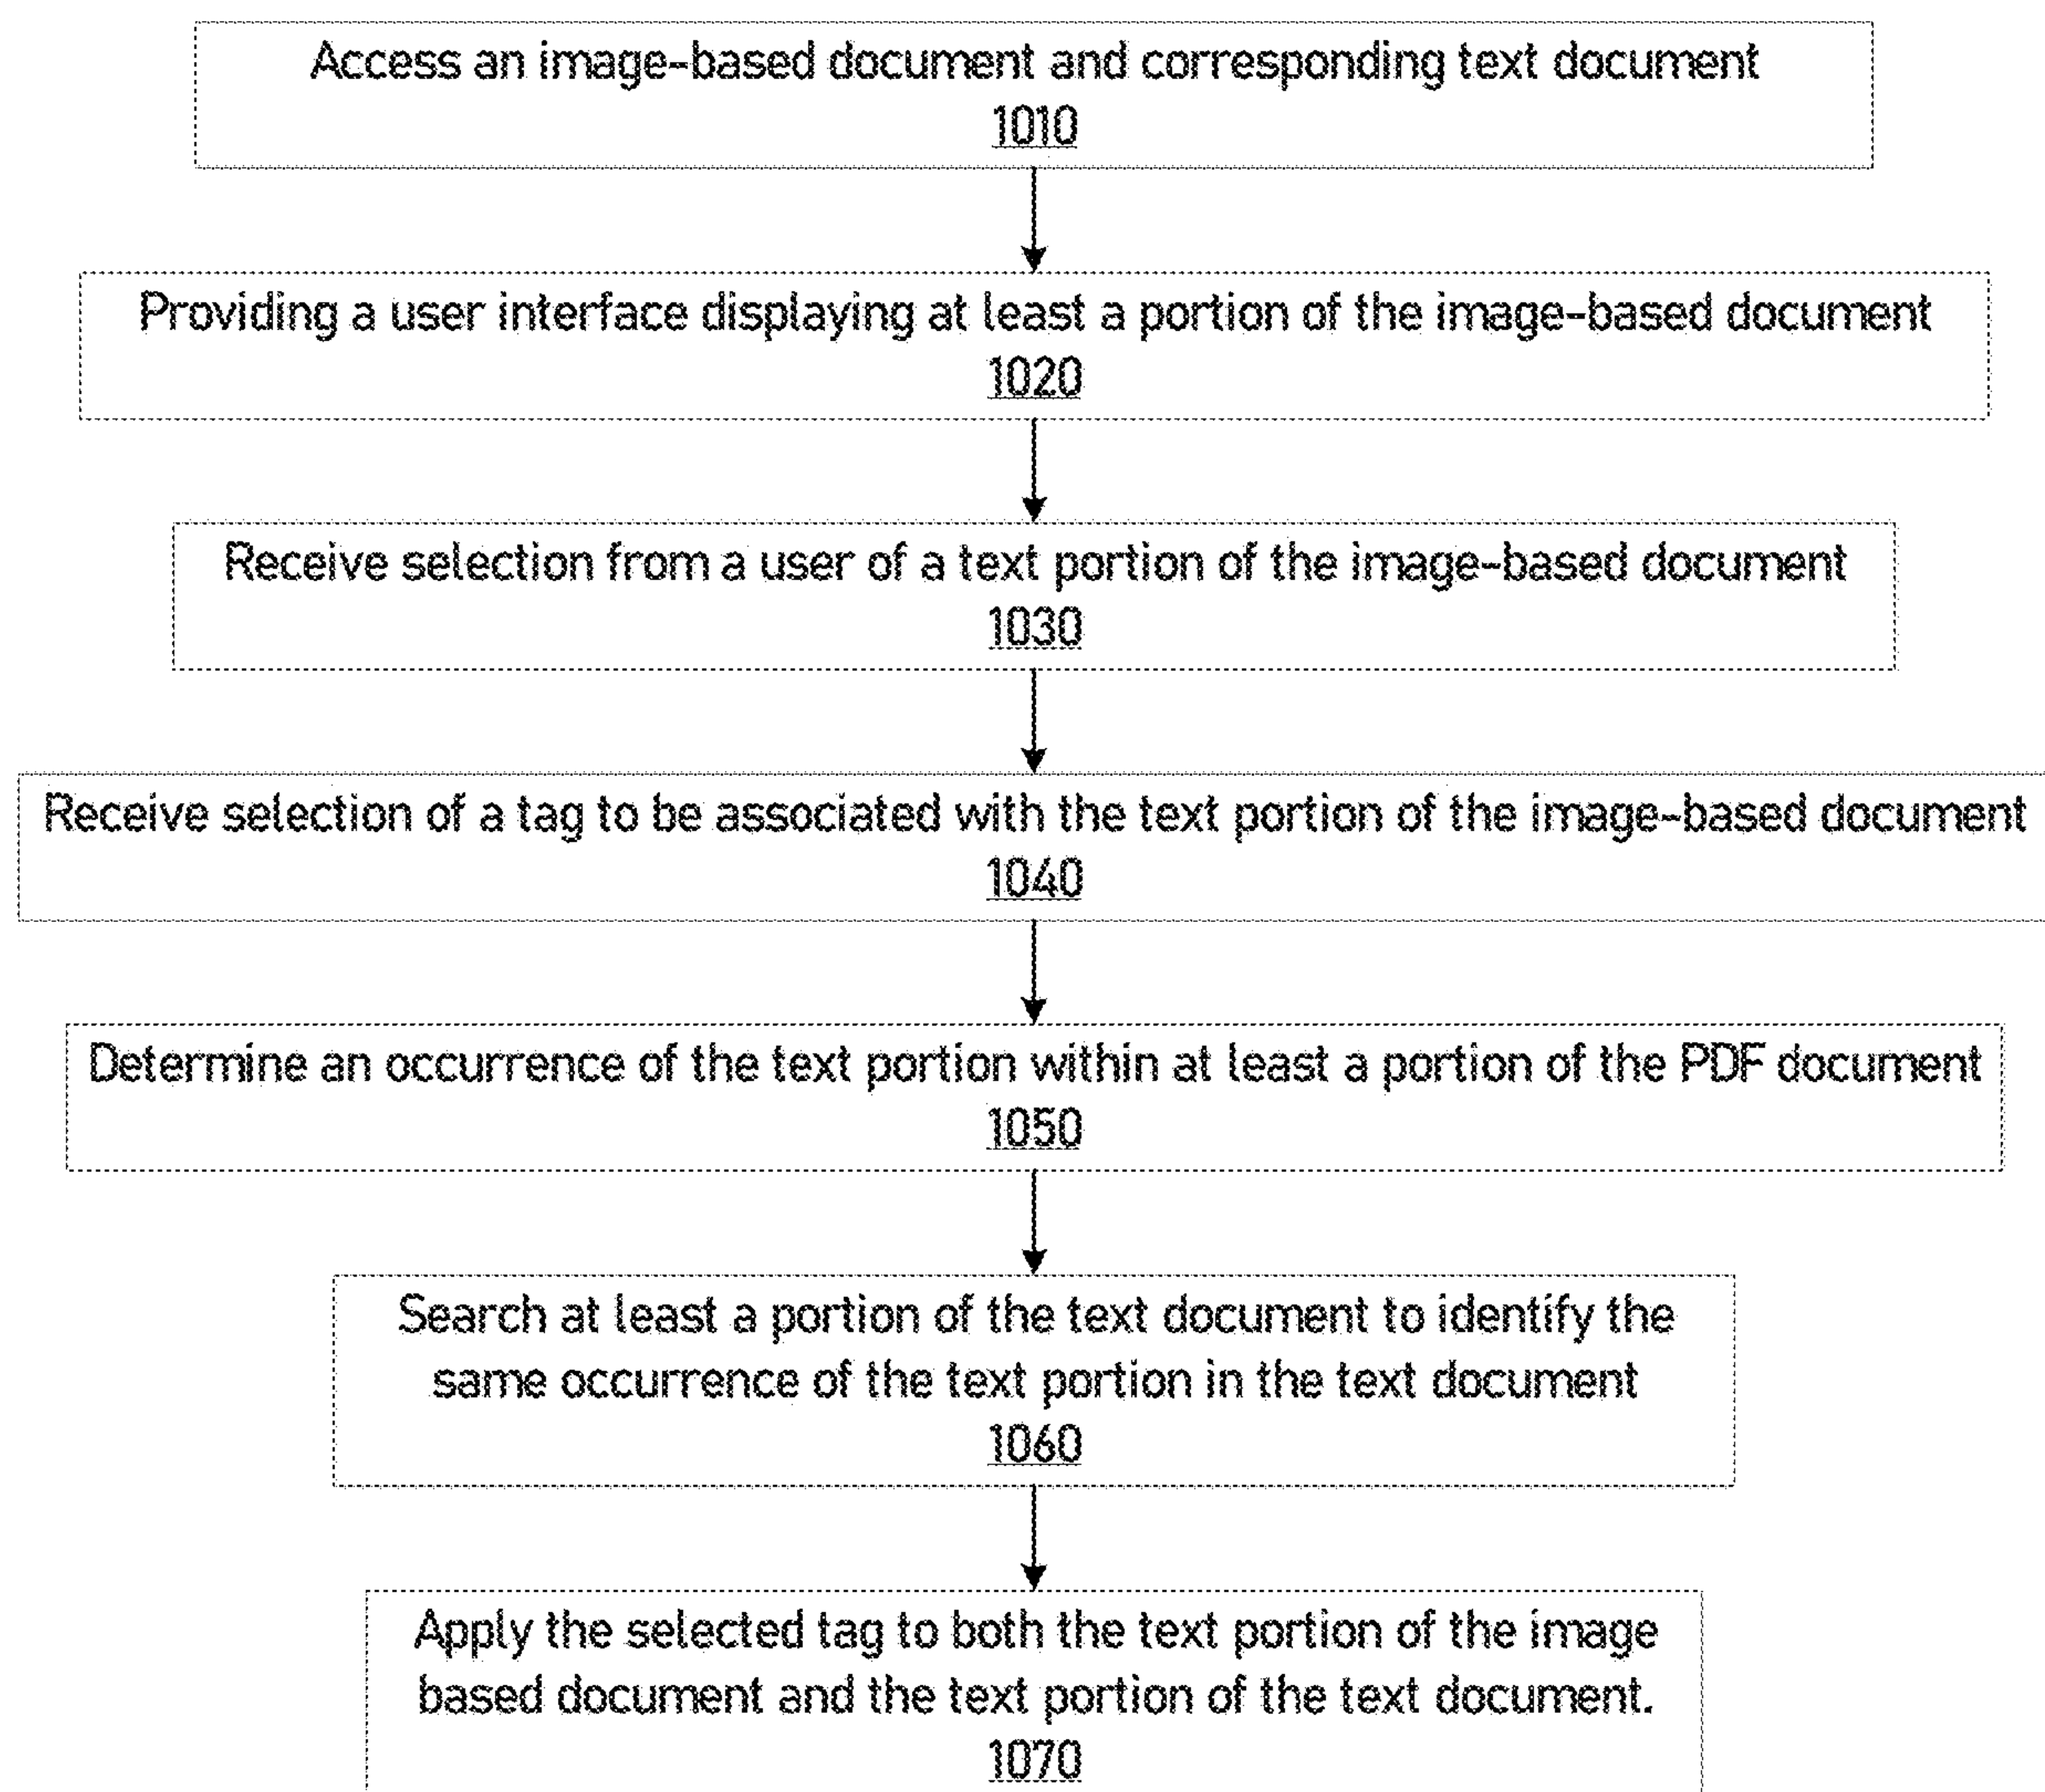 Access an image-based document and corresponding text document
1010
Providing a user interface displaying at least a portion of the image-based document
1020
Receive selection from a user of a text portion of the image-based document
1030
Receive selection of a tag to be associated with the text portion of the image-based document
1040
Determine an occurrence of the text portion within at least a portion of the PDF document
1050
Search at least a portion of the text document to identify the
same occurrence of the text portion in the text document
1060
Apply the selected tag to both the text portion of the image
based document and the text portion of the text document.
1070